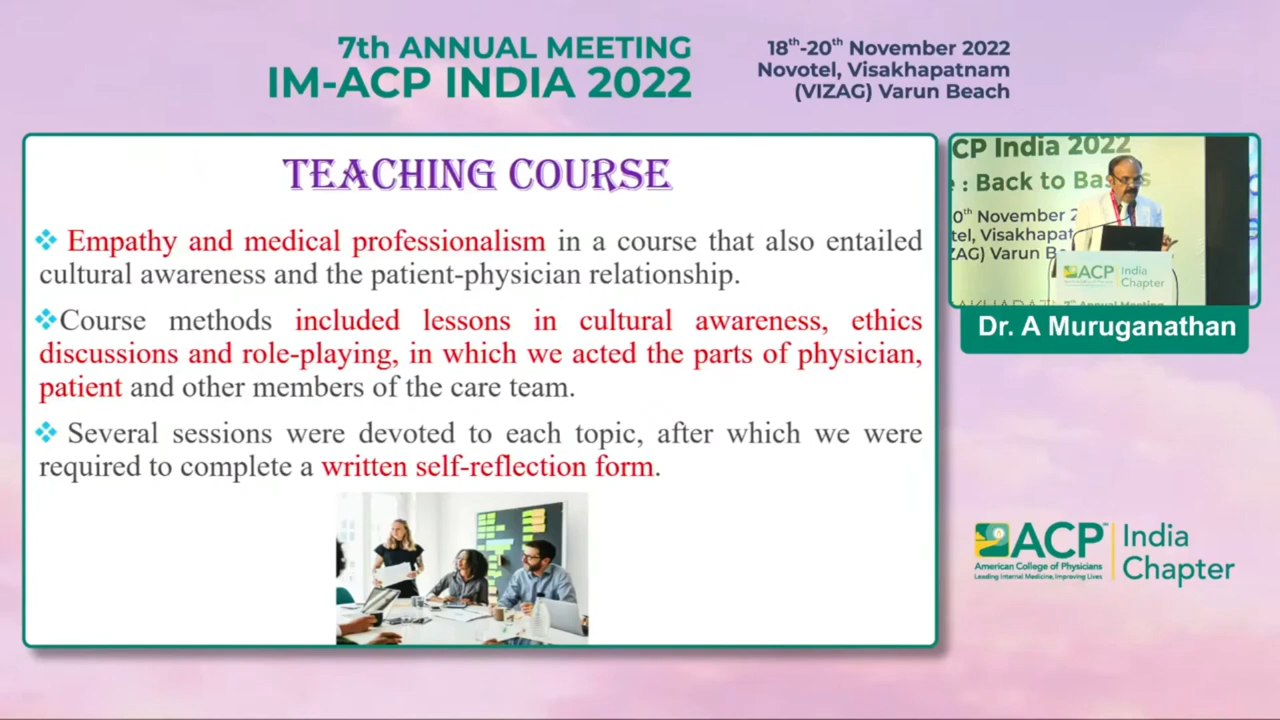 7th ANNUAL MEETING
IM-ACP INDIA 2022
18th-20th November 2022
Novotel, Visakhapatnam
(VIZAG) Varun Beach
TEACHING COURSE
Empathy and medical professionalism in a course that also entailed
cultural awareness and the patient-physician relationship.
Course methods included lessons in cultural awareness, ethics
discussions and role-playing, in which we acted the parts of physician,
patient and other members of the care team.
Several sessions were devoted to each topic, after which we were
required to complete a written self-reflection form.
CP India 2022
: Back to Bas s
0th November 2
tel, Visakhapat
ZAG) Varun B
ACP India
Chapter
7th Annual Meeting
Dr. A Muruganathan
ACP India
American College of Physicians Chapter
Leading Internal Medicine, Improving Lives